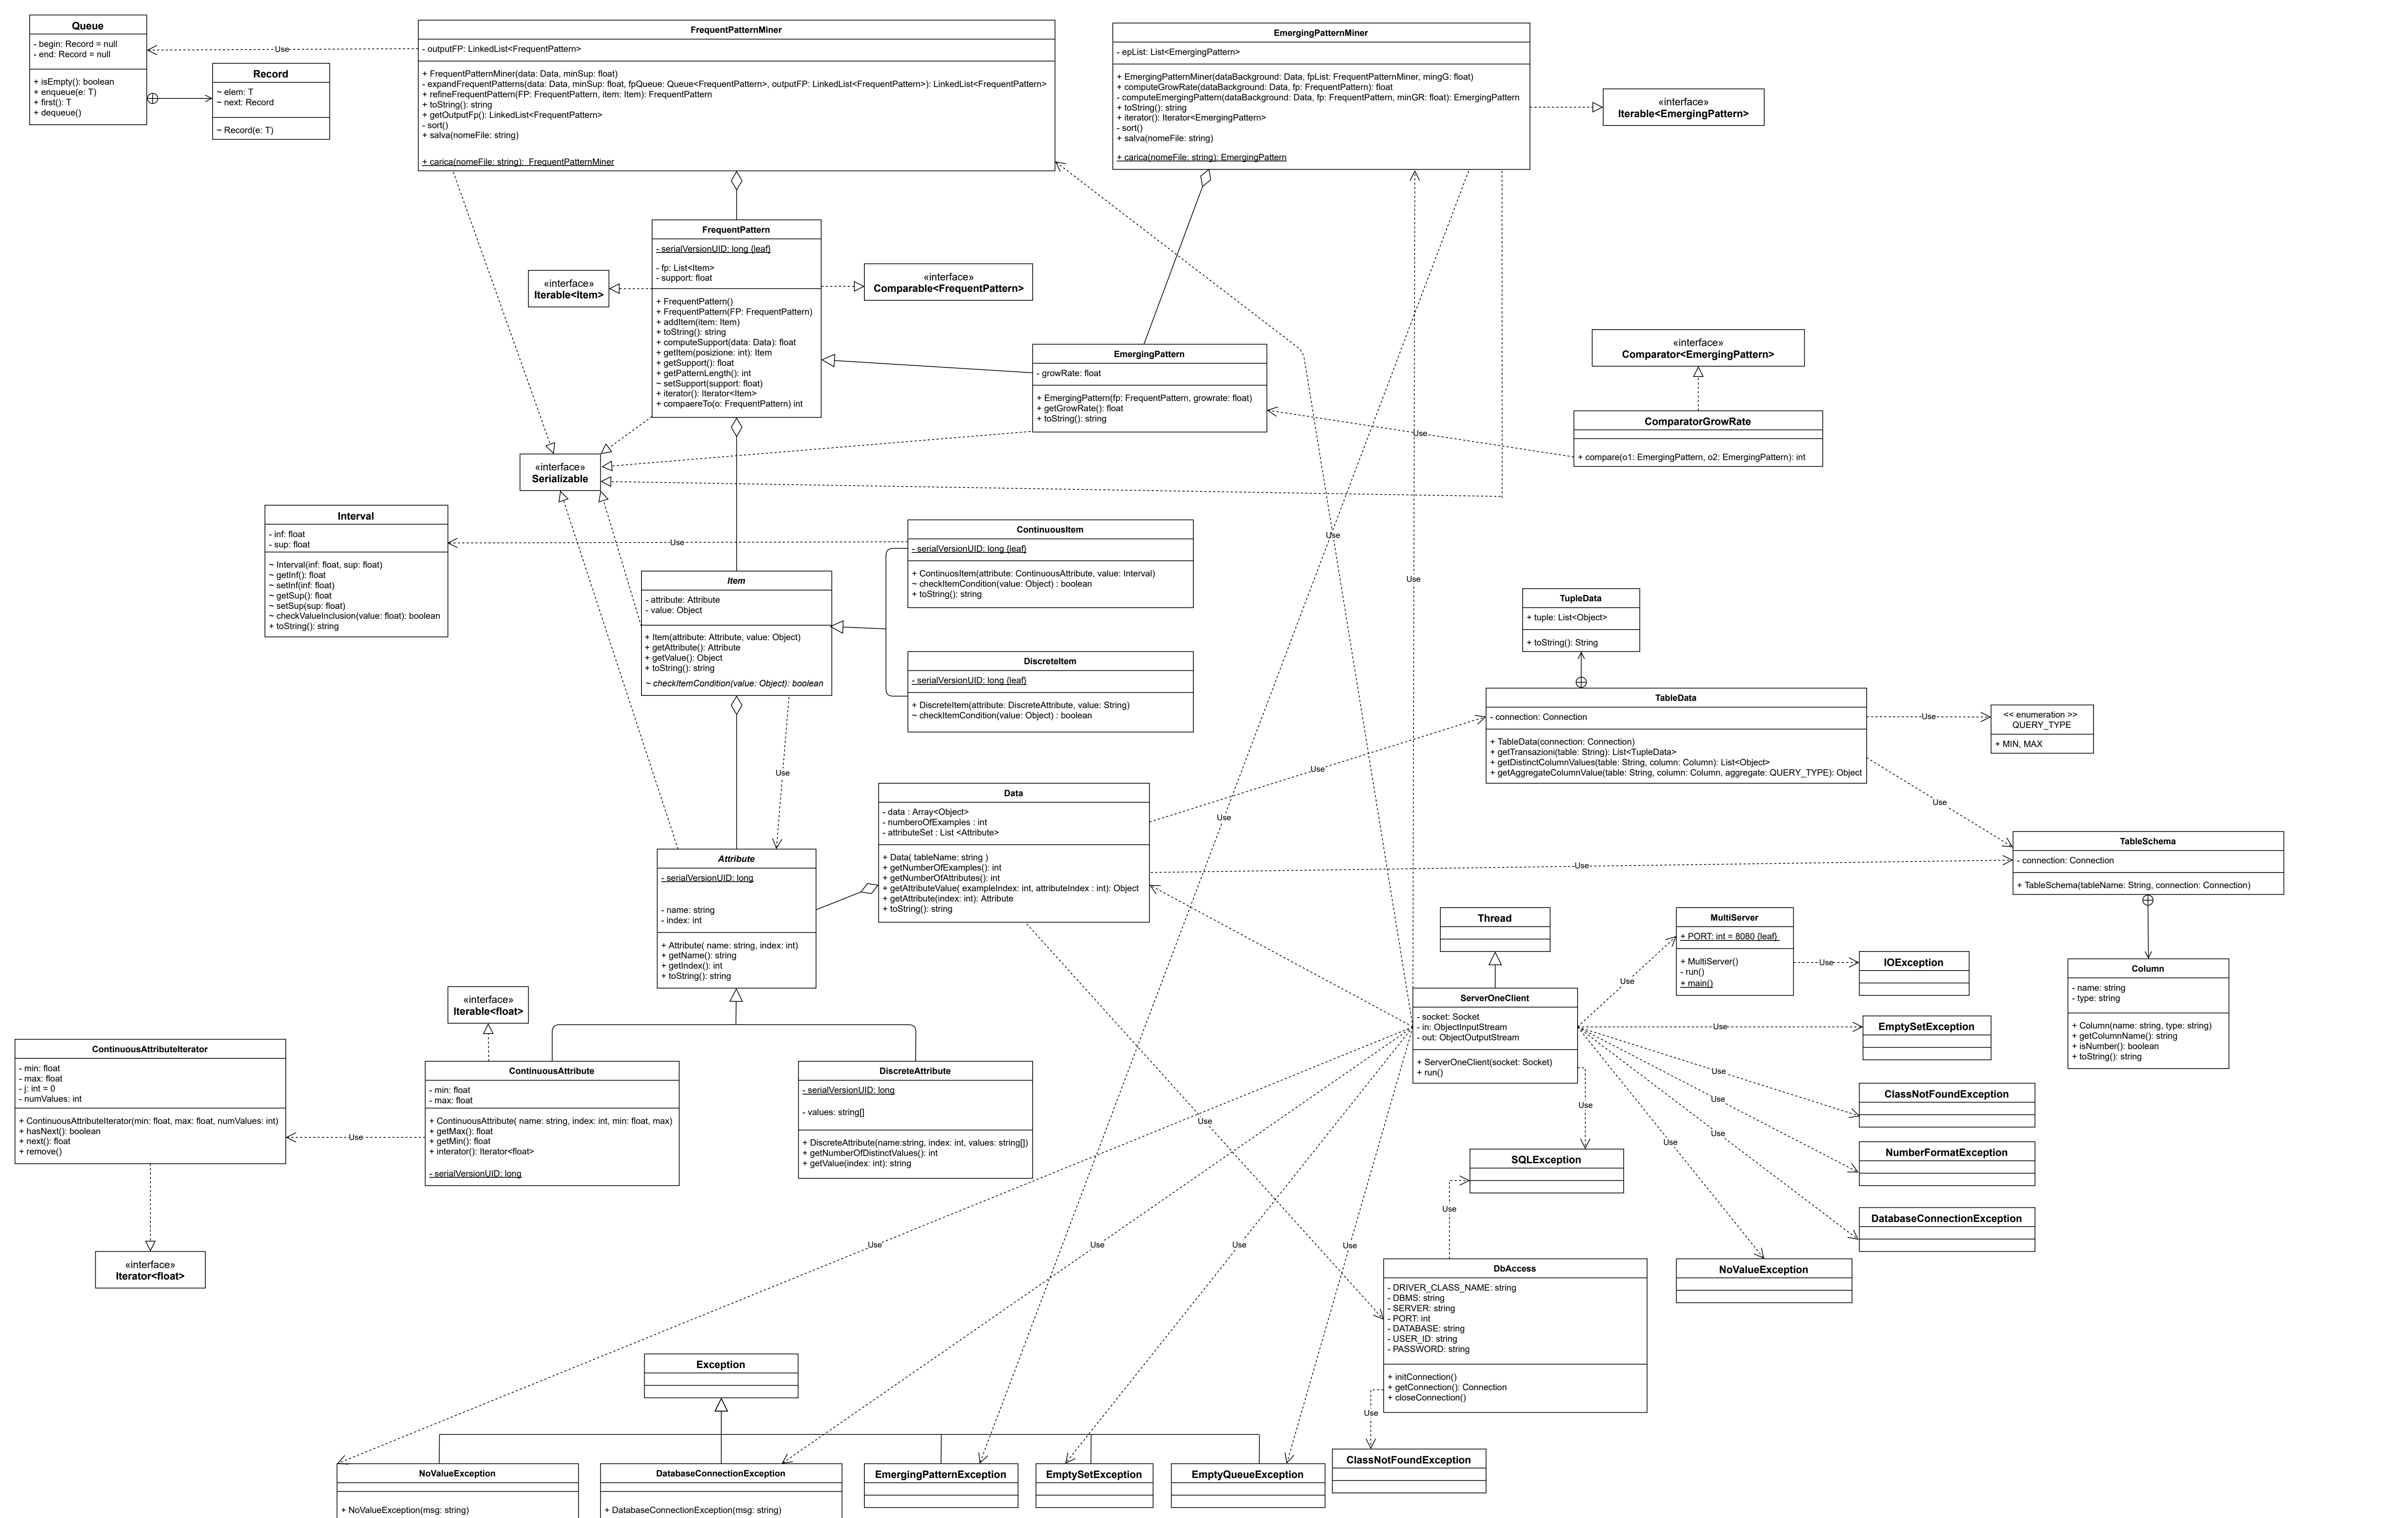 Queue
- begin: Record = null
- end: Record = null
+ isEmpty(): boolean
+ enqueue(e: T)
+ first(): T
+ dequeue()
Use
Record
~ elem: T
~ next: Record
~ Record(e: T)
FrequentPatternMiner
- outputFP: LinkedList<FrequentPattern>
+ FrequentPatternMiner(data: Data, minSup: float)
- expandFrequentPatterns(data: Data, minSup: float, fpQueue: Queue<FrequentPattern>, outputFP: LinkedList<FrequentPattern>): LinkedList<FrequentPattern>
+ refineFrequentPattern(FP: FrequentPattern, item: Item): FrequentPattern
+ toString(): string
+ getOutputFp(): LinkedList<FrequentPattern>
- sort()
+ salva(nomeFile: string)
+ carica(nomeFile: string): FrequentPatternMiner
EmergingPatternMiner
- epList: List<EmergingPattern>
+ EmergingPatternMiner(dataBackground: Data, fpList: FrequentPatternMiner, mingG: float)
+ computeGrowRate(dataBackground: Data, fp: FrequentPattern): float
- computeEmergingPattern(dataBackground: Data, fp: FrequentPattern, minGR: float): EmergingPattern
+ toString(): string
+ iterator(): Iterator<EmergingPattern>
- sort()
+ salva(nomeFile: string)
+ carica(nomeFile: string): EmergingPattern
«interface»
Iterable<EmergingPattern>
FrequentPattern
- serialVersionUID: long {leaf}
- fp: List<Item>
- support: float
+ FrequentPattern()
+ FrequentPattern(FP: FrequentPattern)
+ addItem(item: Item)
+ toString(): string
+ computeSupport(data: Data): float
+ getItem(posizione: int): Item
+ getSupport(): float
+ getPatternLength(): int
~ setSupport(support: float)
+ iterator(): Iterator<Item>
+ compaereTo(o: FrequentPattern) int
«interface»
Iterable<Item>
«interface»
Comparable<FrequentPattern>
EmergingPattern
- growRate: float
+ EmergingPattern(fp: FrequentPattern, growrate: float)
+ getGrowRate(): float
+ toString(): string
«interface»
Comparator<EmergingPattern>
ComparatorGrowRate
+ compare(o1: EmergingPattern, o2: EmergingPattern): int
Use
«interface»
Serializable
Interval
- inf: float
- sup: float
~ Interval(inf: float, sup: float)
~ getInf(): float
~ setInf(inf: float)
~ getSup(): float
~ setSup(sup: float)
~ checkValueInclusion(value: float): boolean
+ toString(): string
Use
ContinuousItem
- serialVersionUID: long {leaf}
+ ContinuosItem(attribute: ContinuousAttribute, value: Interval)
~ checkItemCondition(value: Object) : boolean
+ toString(): string
Use
Use
Item
- attribute: Attribute
- value: Object
+ Item(attribute: Attribute, value: Object)
+ getAttribute(): Attribute
+ getValue(): Object
+ toString(): string
~ checkItemCondition(value: Object): boolean
DiscreteItem
- serialVersionUID: long {leaf}
+ DiscreteItem(attribute: DiscreteAttribute, value: String)
~ checkItemCondition(value: Object) : boolean
TupleData
+ tuple: List<Object>
+ toString(): String
TableData
- connection: Connection
+ TableData(connection: Connection)
+ getTransazioni(table: String): List<TupleData>
+ getDistinctColumnValues(table: String, column: Column): List<Object>
+ getAggregateColumnValue(table: String, column: Column, aggregate: QUERY_TYPE): Object
Use
<< enumeration >>
QUERY_TYPE
+ MIN, MAX
Use
Use
Use
Use
Data
- data : Array<Object>
- numberoOfExamples : int
- attributeSet : List <Attribute>
+ Data( tableName: string )
+ getNumberOfExamples(): int
+ getNumberOfAttributes(): int
+ getAttributeValue( exampleIndex: int, attributeIndex : int): Object
+ getAttribute(index: int): Attribute
+ toString(): string
Use
TableSchema
- connection: Connection
+ TableSchema(tableName: String, connection: Connection)
Attribute
- serialVersionUID: long
- name: string
- index: int
+ Attribute( name: string, index: int)
+ getName(): string
+ getIndex(): int
+ toString(): string
Thread
MultiServer
+ PORT: int = 8080 {leaf}
+ MultiServer()
- run()
+ main()
Use
IOException
Column
- name: string
- type: string
+ Column(name: string, type: string)
+ getColumnName(): string
+ isNumber(): boolean
+ toString(): string
ServerOneClient
- socket: Socket
- in: ObjectInputStream
- out: ObjectOutputStream
+ ServerOneClient(socket: Socket)
+ run()
Use
Use
EmptySetException
Use
ClassNotFoundException
Use
Use
NumberFormatException
Use
Use
DatabaseConnectionException
NoValueException
«interface»
Iterable<float>
ContinuousAttributeIterator
- min: float
- max: float
- j: int = 0
- numValues: int
+ ContinuousAttributeIterator(min: float, max: float, numValues: int)
+ hasNext(): boolean
+ next(): float
+ remove()
Use
ContinuousAttribute
- min: float
- max: float
+ ContinuousAttribute( name: string, index: int, min: float, max)
+ getMax(): float
+ getMin(): float
+ interator(): Iterator<float>
- serialVersionUID: long
DiscreteAttribute
- serialVersionUID: long
- values: string[]
+ DiscreteAttribute(name:string, index: int, values: string[])
+ getNumberOfDistinctValues(): int
+ getValue(index: int): string
Use
SQLException
Use
«interface»
Iterator<float>
Use
Use
Use
Use
DbAccess
- DRIVER_CLASS_NAME: string
- DBMS: string
- SERVER: string
- PORT: int
- DATABASE: string
- USER_ID: string
- PASSWORD: string
+ initConnection()
+ getConnection(): Connection
+ closeConnection()
Use
ClassNotFoundException
Exception
NoValueException
+ NoValueException(msg: string)
DatabaseConnectionException
+ DatabaseConnectionException(msg: string)
EmergingPatternException
EmptySetException
EmptyQueueException